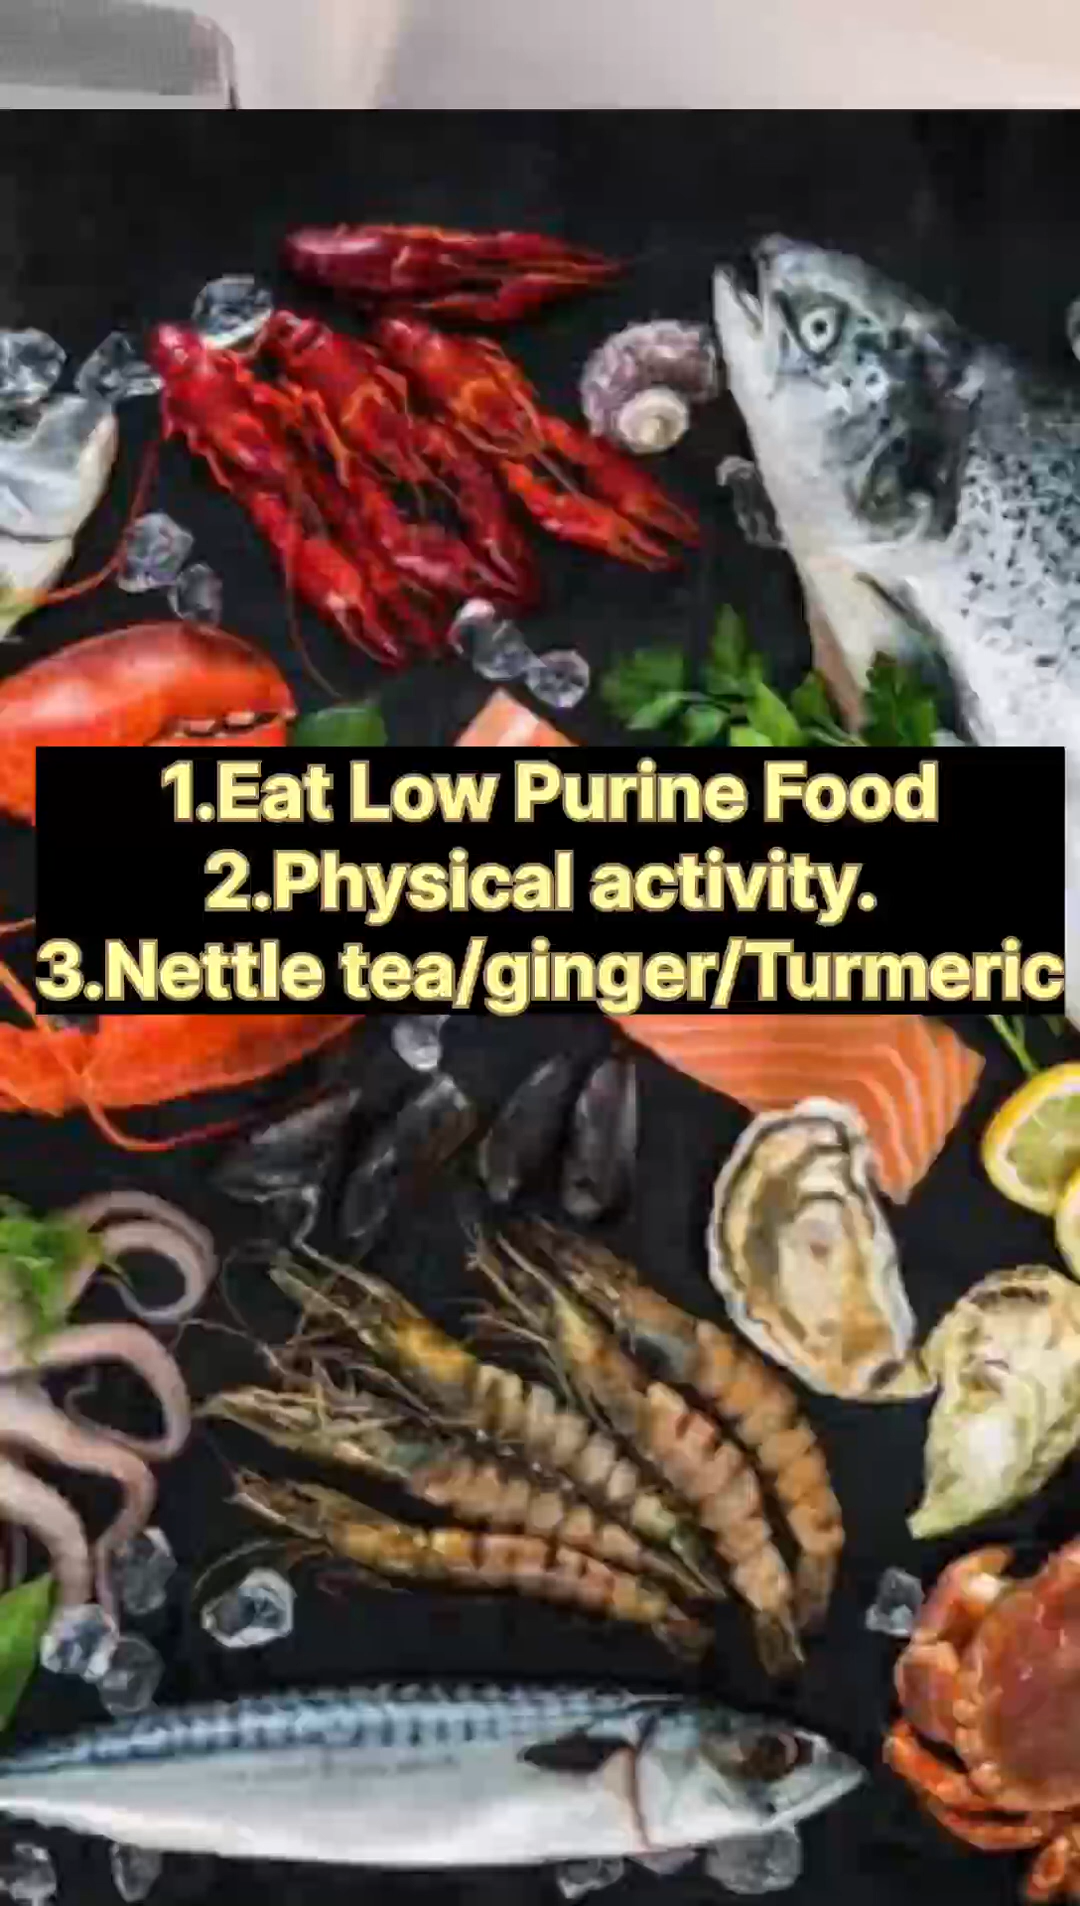 1.Eat Low Purine Food
2.Physical activity.
3.Nettle tea/ginger/Turmeric